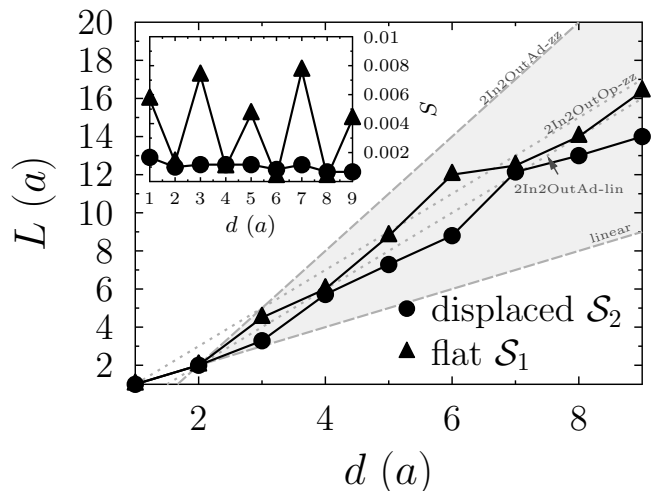 20
18
16
14
12
10
8
6
4
2
L (a)
0.01
0.008
0.006
0.004
0.002
S
1 2 3 4 5 6 7 8 9
d (a)
2In2OutAd-zz
2In2OutOp-zz
2In2OutAd-lin
linear
displaced S₂
flat S₁
2 4 6 8
d (a)